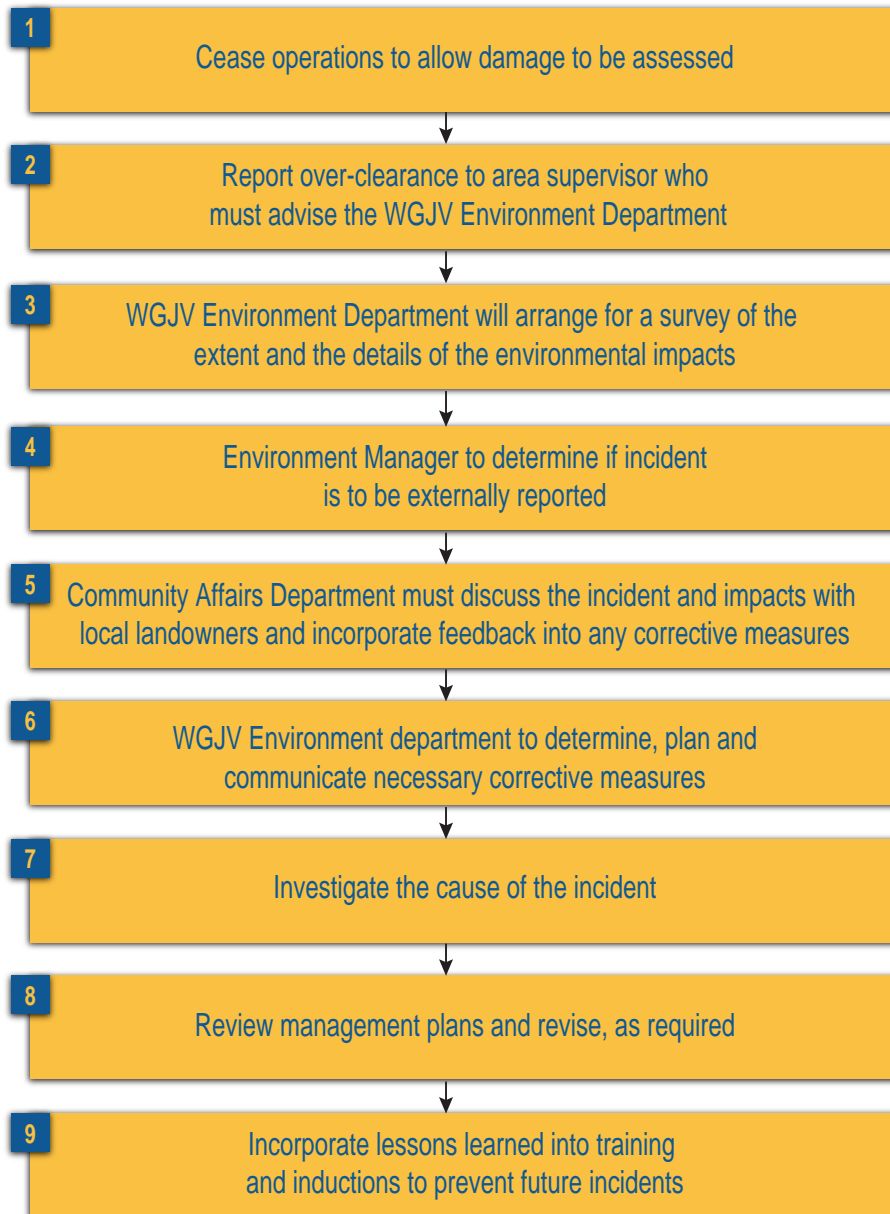 1
Cease operations to allow damage to be assessed
2
Report over-clearance to area supervisor who
must advise the WGJV Environment Department
3
WGJV Environment Department will arrange for a survey of the
extent and the details of the environmental impacts
4
Environment Manager to determine if incident
is to be externally reported
5
Community Affairs Department must discuss the incident and impacts with
local landowners and incorporate feedback into any corrective measures
6
WGJV Environment department to determine, plan and
communicate necessary corrective measures
7
Investigate the cause of the incident
8
Review management plans and revise, as required
9
Incorporate lessons learned into training
and inductions to prevent future incidents